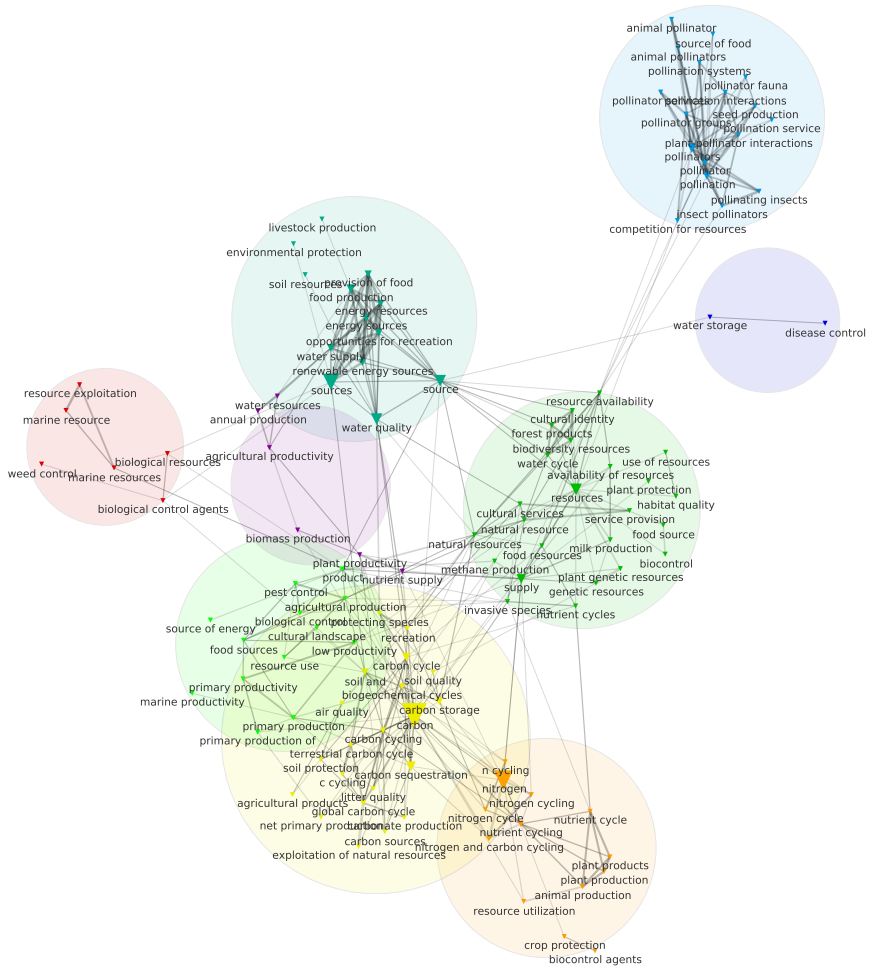 animal pollinator
source of food
animal pollinators
pollination systems
pollinator fauna
pollinator services
pollination interactions
seed production
pollinator groups
pollination service
plant-pollinator interactions
pollinators
pollinator
pollination
pollinating insects
insect pollinators
competition for resources
livestock production
environmental protection
soil resources
provision of food
food production
energy resources
energy sources
opportunities for recreation
water supply
renewable energy sources
sources
source
water resources
annual production
water quality
agricultural productivity
water storage
disease control
resource exploitation
marine resource
biological resources
weed control
marine resources
biological control agents
resource availability
cultural identity
forest products
biodiversity resources
water cycle
use of resources
availability of resources
plant protection
resources
habitat quality
cultural services
service provision
natural resource
food source
natural resources
milk production
food resources
biocontrol
methane production
plant genetic resources
supply
genetic resources
invasive species
nutrient cycles
biomass production
plant productivity
product
nutrient supply
pest control
agricultural production
biological control
protecting species
source of energy
cultural landscape
recreation
food sources
low productivity
resource use
carbon cycle
soil and
soil quality
primary productivity
biogeochemical cycles
marine productivity
air quality
carbon storage
primary production
carbon
primary production of
carbon cycling
terrestrial carbon cycle
soil protection
carbon sequestration
c cycling
litter quality
agricultural products
global carbon cycle
net primary production
carbonate production
carbon sources
exploitation of natural resources
n cycling
nitrogen
nitrogen cycling
nitrogen cycle
nutrient cycle
nutrient cycling
nitrogen and carbon cycling
plant products
plant production
animal production
resource utilization
crop protection
biocontrol agents